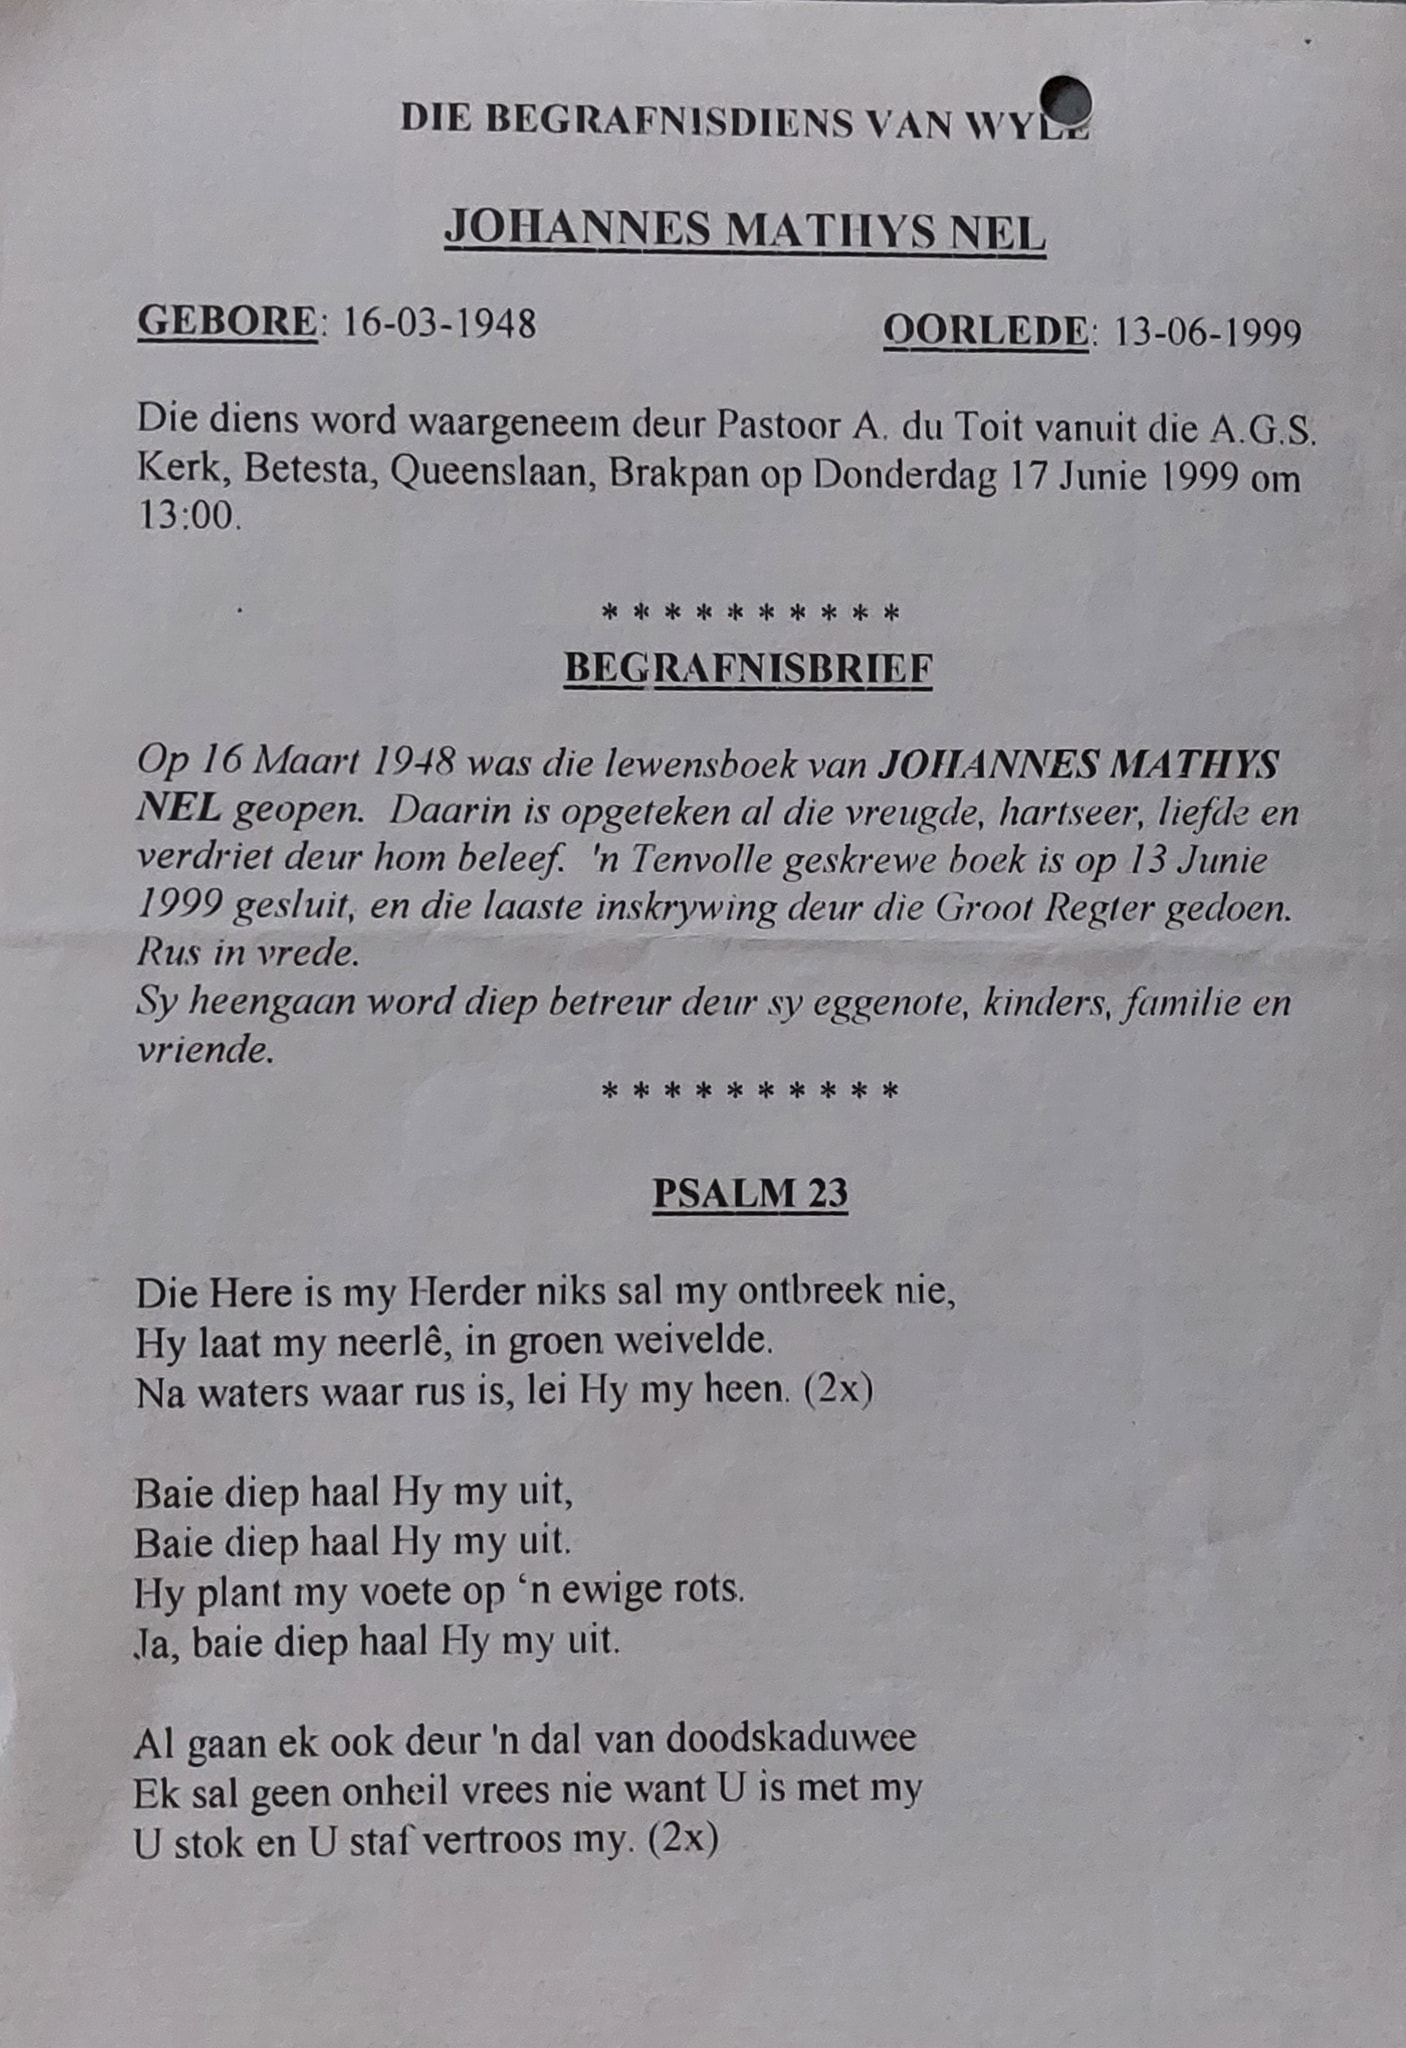 DIE BEGRAFNISDIENS VAN WYLE
JOHANNES MATHYS NEL
GEBORE: 16-03-1948 OORLEDE: 13-06-1999
Die diens word waargeneem deur Pastoor A. du Toit vanuit die A.G.S.
Kerk, Betesta, Queenslaan, Brakpan op Donderdag 17 Junie 1999 om
13:00.
* * * * * * * * * *
BEGRAFNISBRIEF
Op 16 Maart 1948 was die lewensboek van JOHANNES MATHYS
NEL geopen. Daarin is opgeteken al die vreugde, hartseer, liefde en
verdriet deur hom beleef. 'n Tenvolle geskrewe boek is op 13 Junie
1999 gesluit, en die laaste inskrywing deur die Groot Regter gedoen.
Rus in vrede.
Sy heengaan word diep betreur deur sy eggenote, kinders, familie en
vriende.
* * * * * * * * * *
PSALM 23
Die Here is my Herder niks sal my ontbreek nie,
Hy laat my neerlê, in groen weivelde.
Na waters waar rus is, lei Hy my heen. (2x)
Baie diep haal Hy my uit,
Baie diep haal Hy my uit.
Hy plant my voete op ‘n ewige rots.
Ja, baie diep haal Hy my uit.
Al gaan ek ook deur 'n dal van doodskaduwee
Ek sal geen onheil vrees nie want U is met my
U stok en U staf vertroos my. (2x)